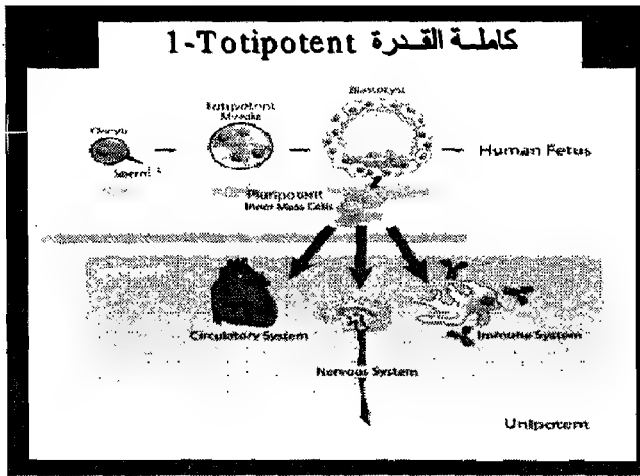 1-Totipotent كاملة القدرة
Blastocyst
Totipotent
Morula
Oocyte
Sperm
Human Fetus
Pluripotent
Inner Mass Cells
Circulatory System
Immune System
Nervous System
Unipotent